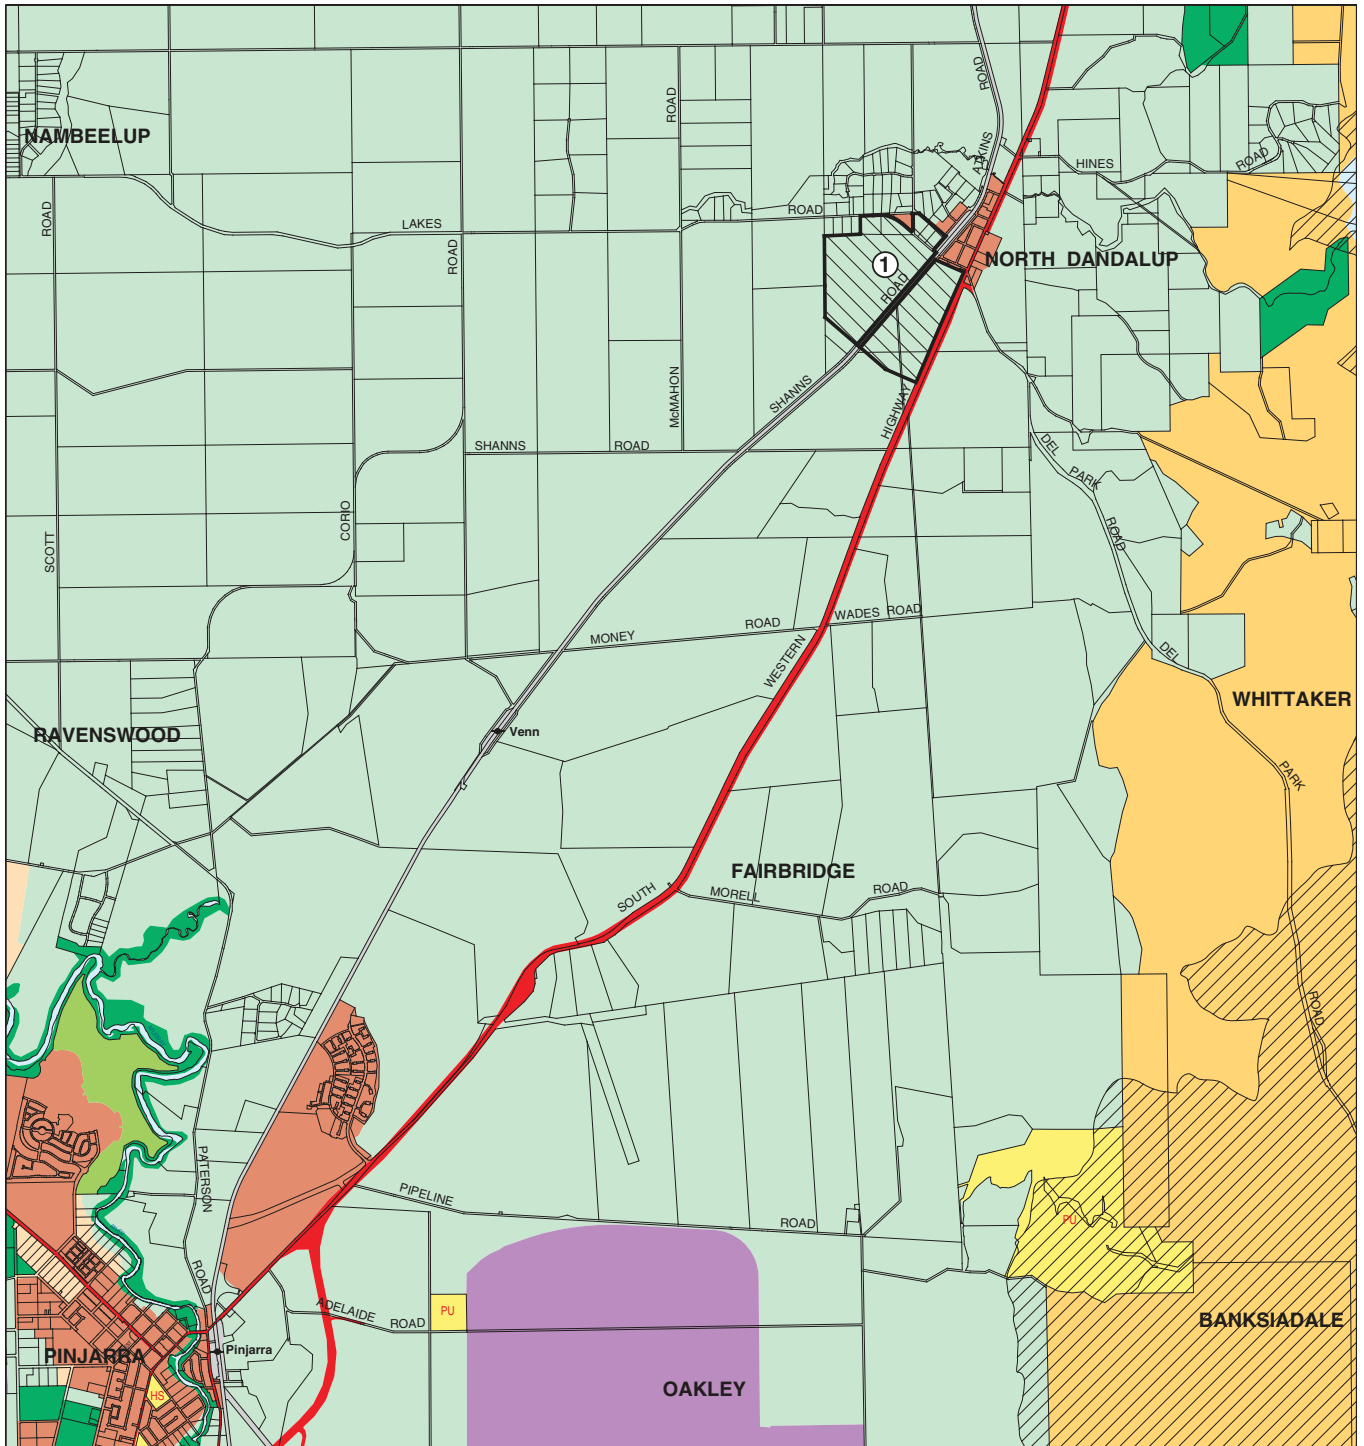 ROAD
ROAD
NAMBEELUP
ATKINS
HINES
ROAD
ROAD
LAKES
ROAD
ROAD
1
NORTH DANDALUP
ROAD
SHANNS
McMAHON
HIGHWAY
SHANNS
ROAD
DEL
PARK
ROAD
CORIO
SCOTT
MONEY
ROAD
WADES ROAD
WESTERN
DEL
WHITTAKER
RAVENSWOOD
Venn
PARK
FAIRBRIDGE
SOUTH
MORELL
ROAD
ROAD
PATERSON
PIPELINE
ROAD
PU
ROAD
ADELAIDE
ROAD
PU
BANKSIADALE
PINJARRA
Pinjarra
OAKLEY
HS